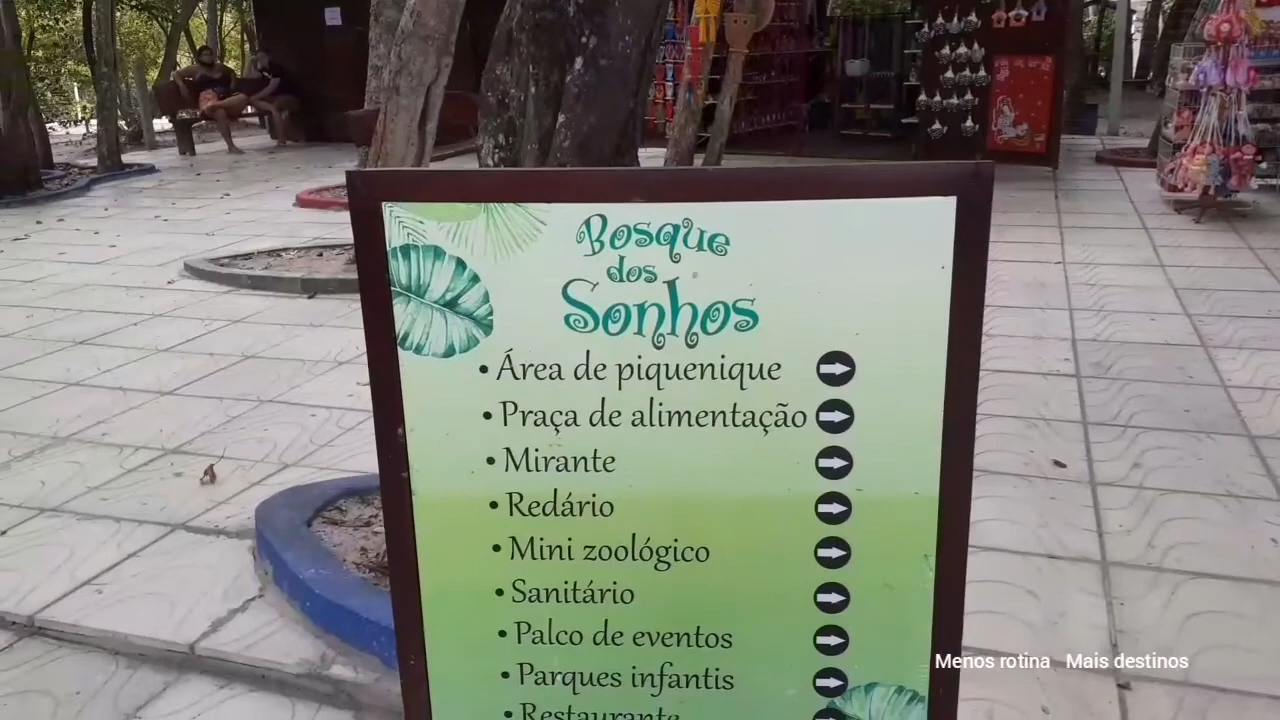 Bosque
dos
Sonhos
• Área de piquenique
• Praça de alimentação
• Mirante
• Redário
• Mini zoológico
• Sanitário
• Palco de eventos
• Parques infantis
• Restaurante
Menos rotina Mais destinos